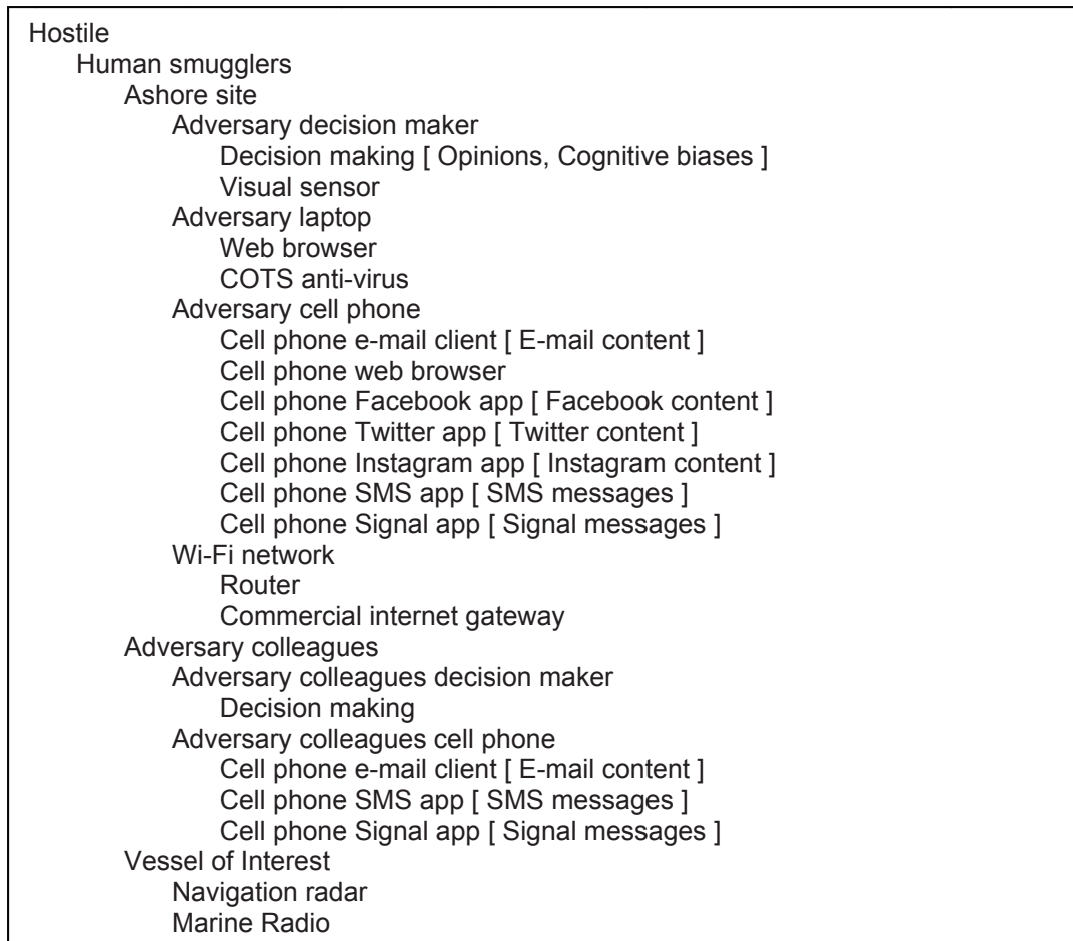 Hostile
Human smugglers
Ashore site
Adversary decision maker
Decision making [ Opinions, Cognitive biases ]
Visual sensor
Adversary laptop
Web browser
COTS anti-virus
Adversary cell phone
Cell phone e-mail client [ E-mail content ]
Cell phone web browser
Cell phone Facebook app [ Facebook content ]
Cell phone Twitter app [ Twitter content ]
Cell phone Instagram app [ Instagram content ]
Cell phone SMS app [ SMS messages ]
Cell phone Signal app [ Signal messages ]
Wi-Fi network
Router
Commercial internet gateway
Adversary colleagues
Adversary colleagues decision maker
Decision making
Adversary colleagues cell phone
Cell phone e-mail client [ E-mail content ]
Cell phone SMS app [ SMS messages ]
Cell phone Signal app [ Signal messages ]
Vessel of Interest
Navigation radar
Marine Radio